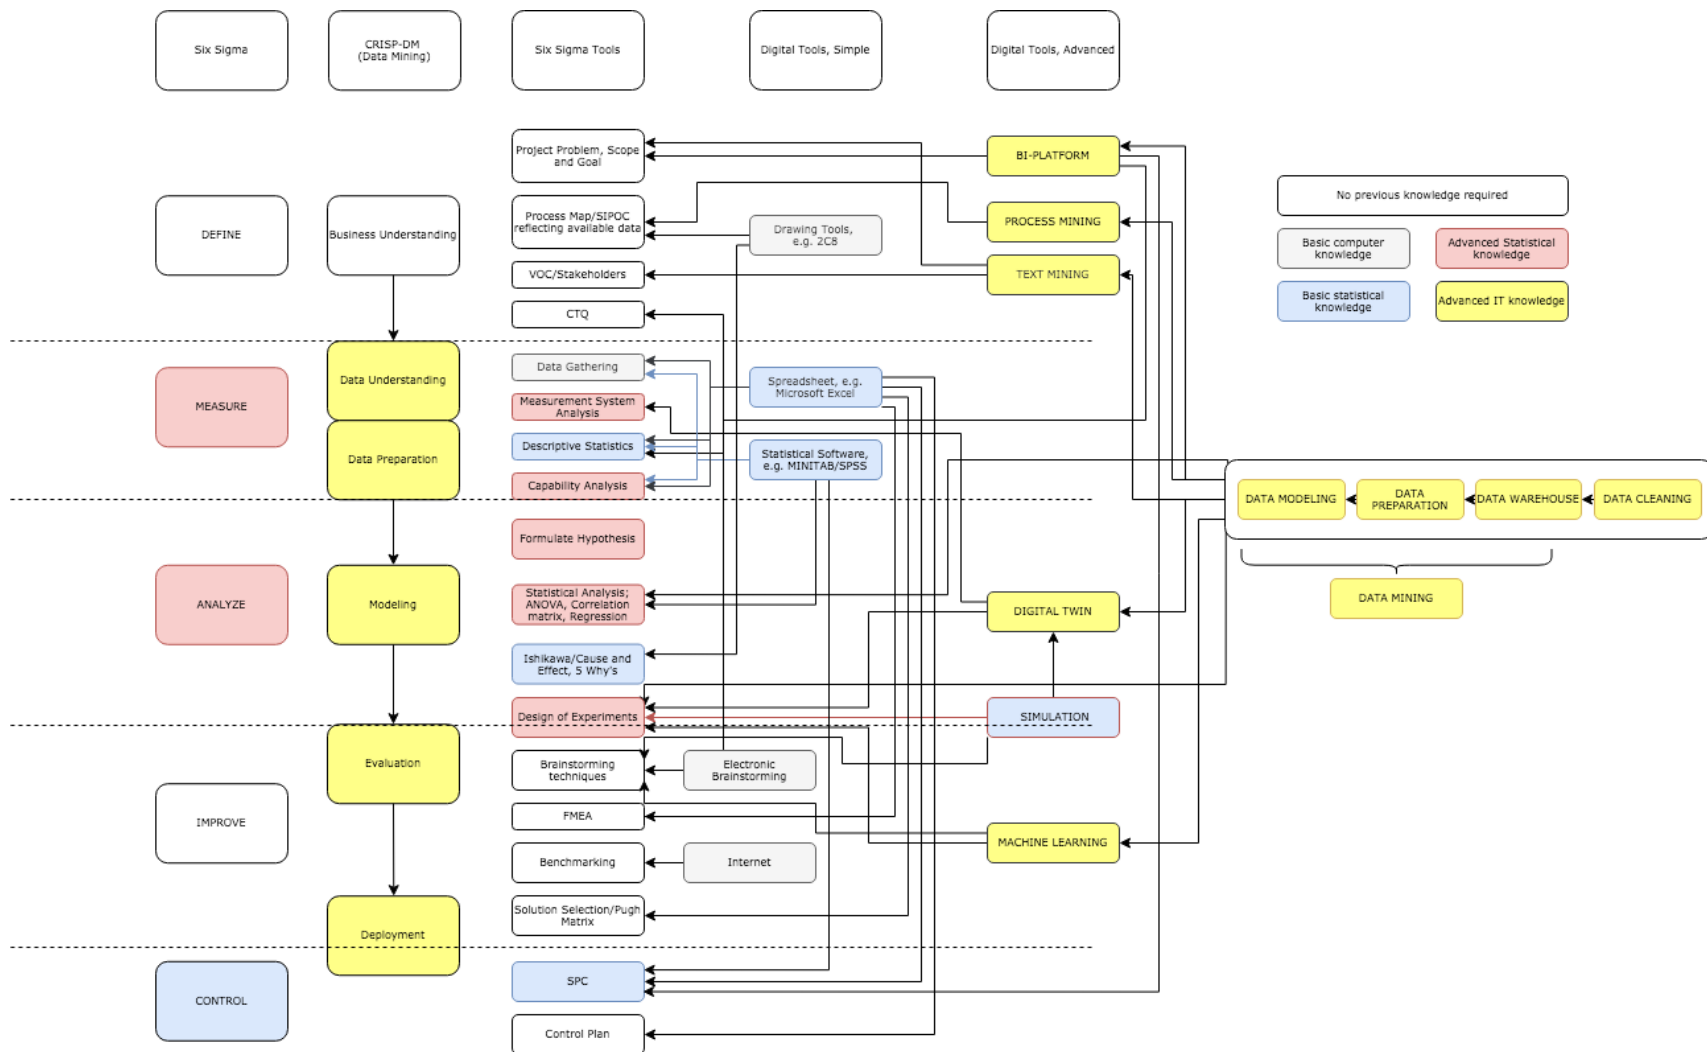 Six Sigma
CRISP-DM
(Data Mining)
Six Sigma Tools
Digital Tools, Simple
Digital Tools, Advanced
Project Problem, Scope
and Goal
BI-PLATFORM
No previous knowledge required
DEFINE
Business Understanding
Process Map/SIPOC
reflecting available data
Drawing Tools,
e.g. 2C8
PROCESS MINING
Basic computer
knowledge
Advanced Statistical
knowledge
VOC/Stakeholders
TEXT MINING
Basic statistical
knowledge
Advanced IT knowledge
CTQ
MEASURE
Data Understanding
Data Gathering
Spreadsheet, e.g.
Microsoft Excel
Measurement System
Analysis
Data Preparation
Descriptive Statistics
Statistical Software,
e.g. MINITAB/SPSS
Capability Analysis
DATA MODELING
DATA
PREPARATION
DATA WAREHOUSE
DATA CLEANING
Formulate Hypothesis
ANALYZE
Modeling
Statistical Analysis;
ANOVA, Correlation
matrix, Regression
DIGITAL TWIN
DATA MINING
Ishikawa/Cause and
Effect, 5 Why's
Design of Experiments
SIMULATION
Evaluation
Brainstorming
techniques
Electronic
Brainstorming
IMPROVE
FMEA
MACHINE LEARNING
Benchmarking
Internet
Solution Selection/Pugh
Matrix
Deployment
CONTROL
SPC
Control Plan